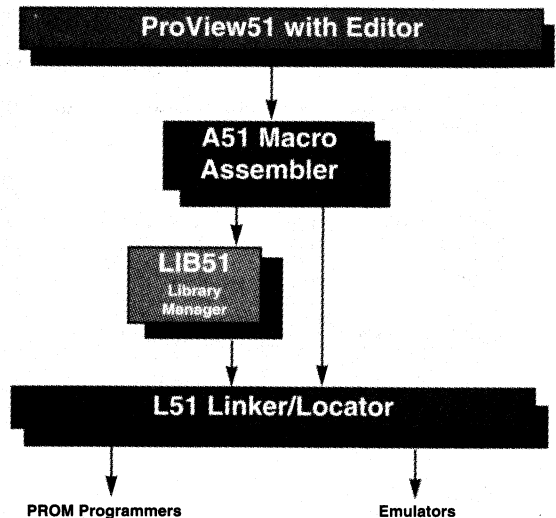 ProView51 with Editor
A51 Macro
Assembler
LIB51
Library
Manager
L51 Linker/Locator
PROM Programmers
Emulators